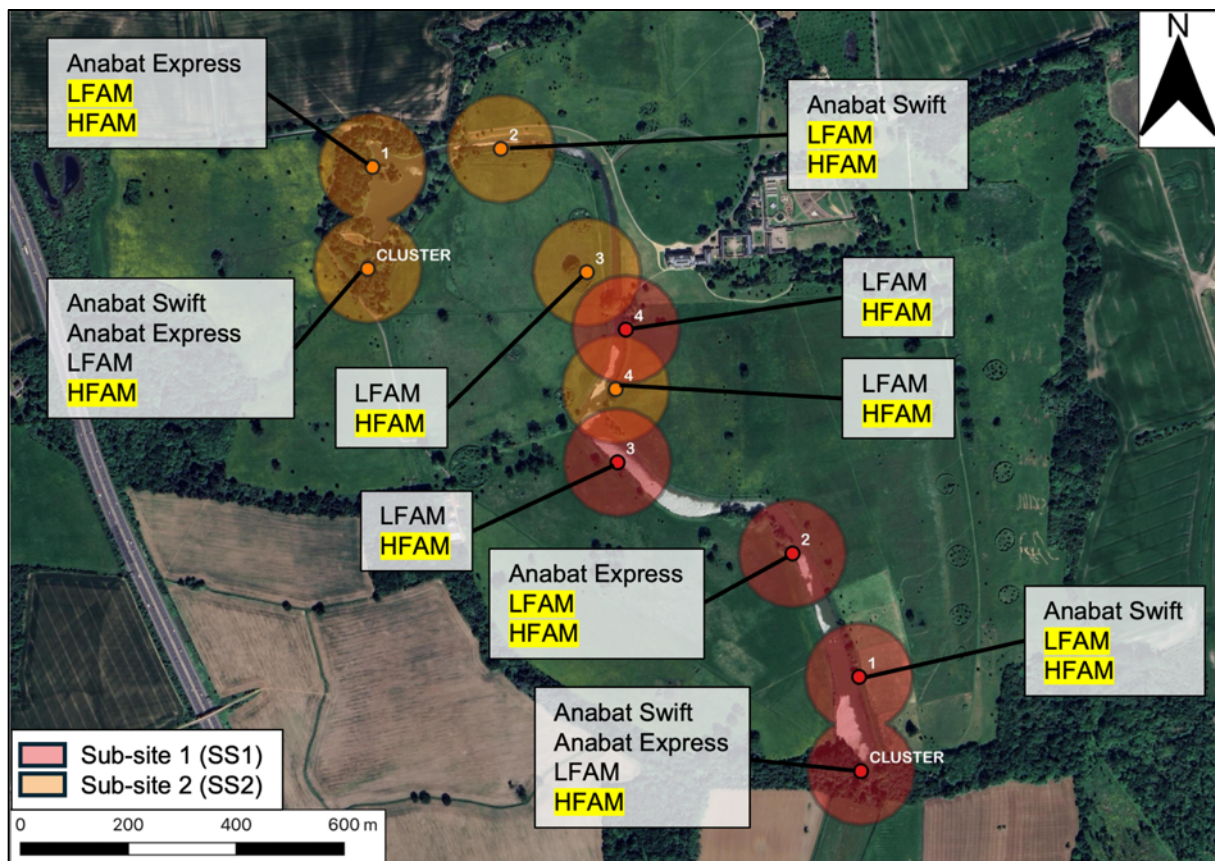 N
Anabat Express
LFAM
HFAM
1
2
Anabat Swift
LFAM
HFAM
CLUSTER
3
Anabat Swift
Anabat Express
LFAM
HFAM
4
LFAM
HFAM
LFAM
HFAM
4
LFAM
HFAM
3
LFAM
HFAM
2
Anabat Express
LFAM
HFAM
Anabat Swift
LFAM
HFAM
1
Anabat Swift
Anabat Express
LFAM
HFAM
CLUSTER
Sub-site 1 (SS1)
Sub-site 2 (SS2)
0 200 400 600 m